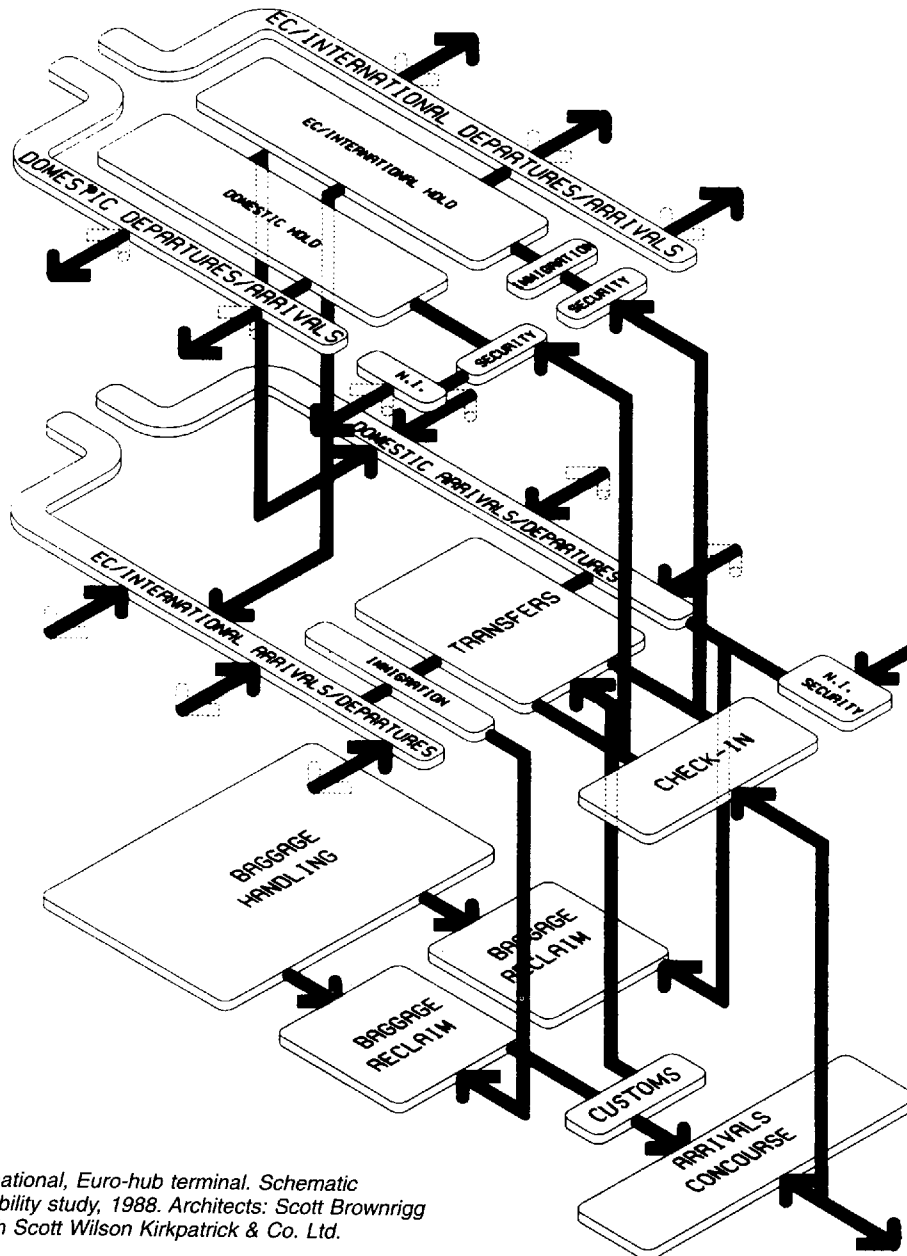 EC/INTERNATIONAL DEPARTURES/ARRIVALS
EC/INTERNATIONAL HOLD
DOMESTIC HOLD
DOMESTIC DEPARTURES/ARRIVALS
IMMIGRATION
SECURITY
SECURITY
N.I.
DOMESTIC ARRIVALS/DEPARTURES
EC/INTERNATIONAL ARRIVALS/DEPARTURES
TRANSFERS
IMMIGRATION
N.I.
SECURITY
CHECK-IN
BAGGAGE
HANDLING
BAGGAGE
RECLAIM
BAGGAGE
RECLAIM
CUSTOMS
ARRIVALS
CONCOURSE
ational, Euro-hub terminal. Schematic
bility study, 1988. Architects: Scott Brownrigg
n Scott Wilson Kirkpatrick & Co. Ltd.